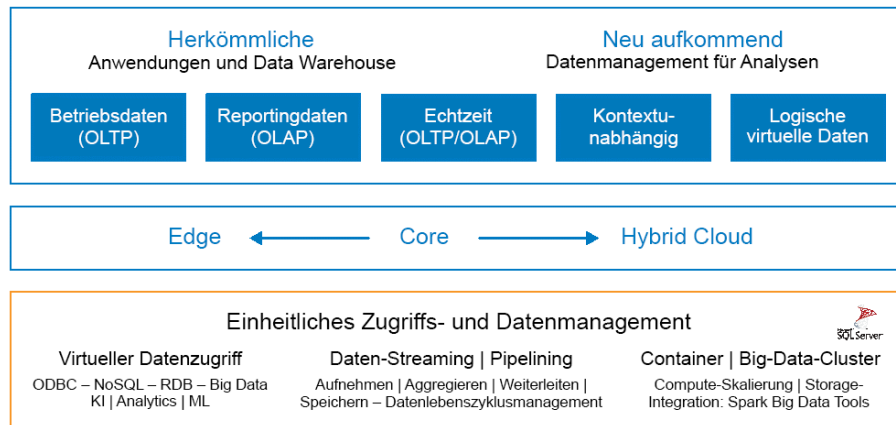 Herkömmliche
Anwendungen und Data Warehouse
Neu aufkommend
Datenmanagement für Analysen
Betriebsdaten
(OLTP)
Reportingdaten
(OLAP)
Echtzeit
(OLTP/OLAP)
Kontextu-
nabhängig
Logische
virtuelle Daten
Edge
Core
Hybrid Cloud
Einheitliches Zugriffs- und Datenmanagement
SQL Server
Virtueller Datenzugriff
ODBC – NoSQL – RDB – Big Data
KI | Analytics | ML
Daten-Streaming | Pipelining
Aufnehmen | Aggregieren | Weiterleiten |
Speichern – Datenlebenszyklusmanagement
Container | Big-Data-Cluster
Compute-Skalierung | Storage-
Integration: Spark Big Data Tools